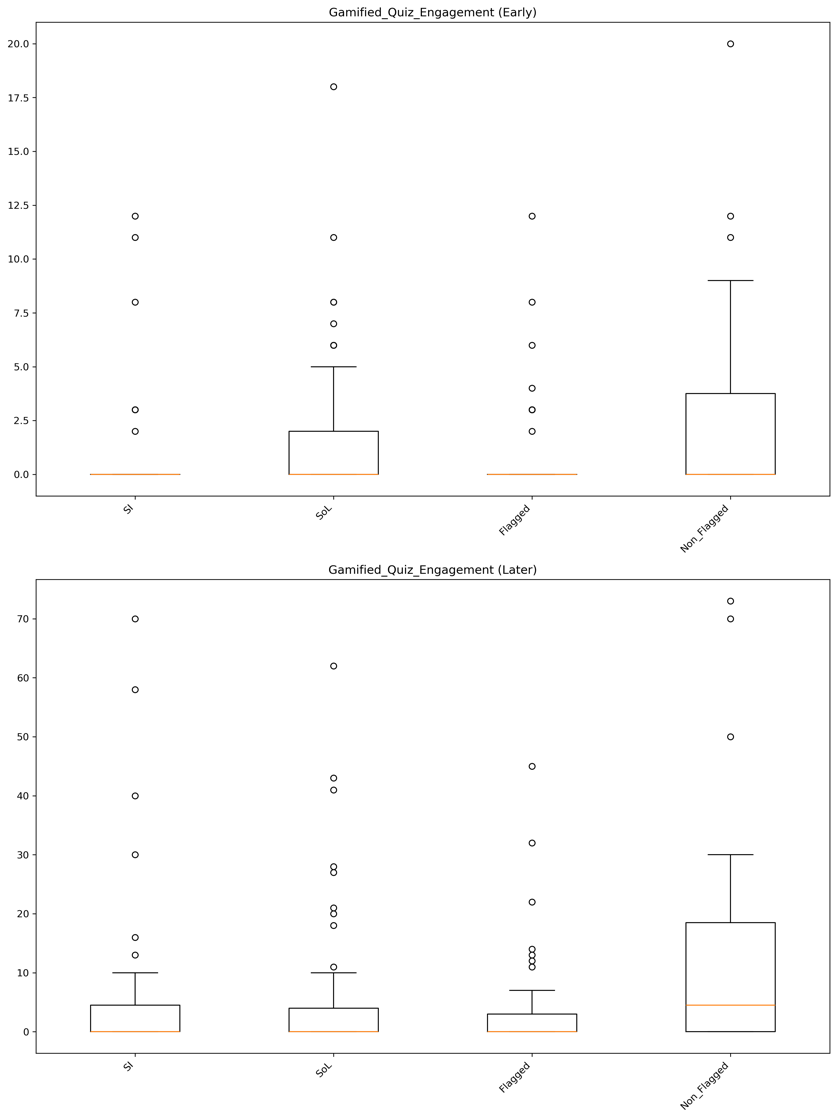 Gamified_Quiz_Engagement (Early)
20.0
17.5
15.0
12.5
10.0
7.5
5.0
2.5
0.0
SI
SoL
Flagged
Non_Flagged
Gamified_Quiz_Engagement (Later)
70
60
50
40
30
20
10
0
SI
SoL
Flagged
Non_Flagged